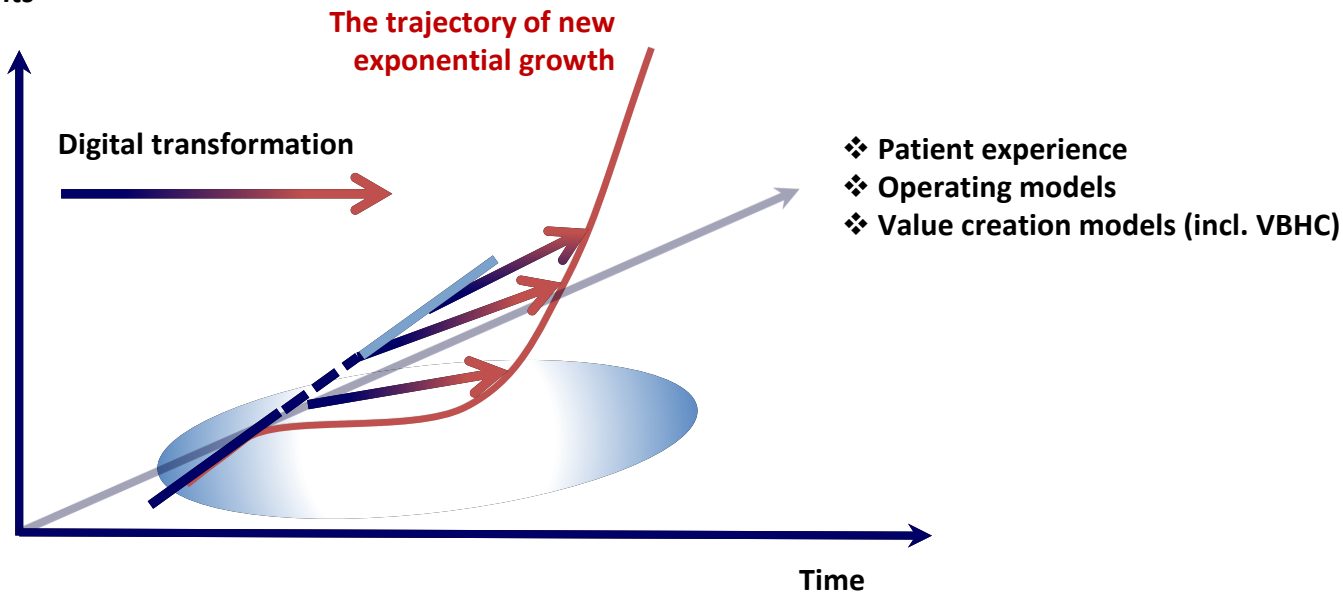 The trajectory of new
exponential growth
Digital transformation
❖ Patient experience
❖ Operating models
❖ Value creation models (incl. VBHC)
Time